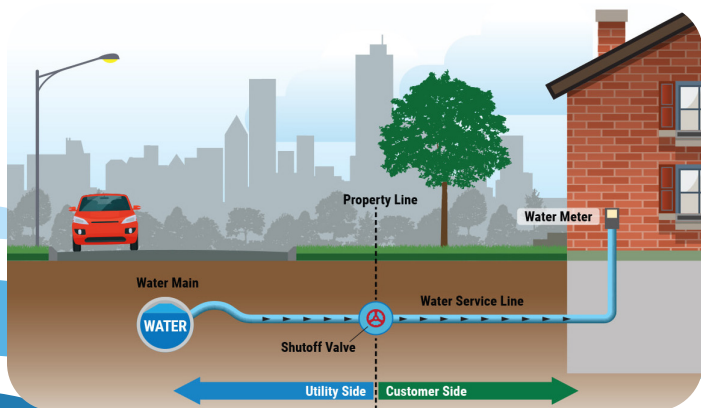 Property Line
Water Meter
Water Main
Water Service Line
WATER
Shutoff Valve
Utility Side
Customer Side